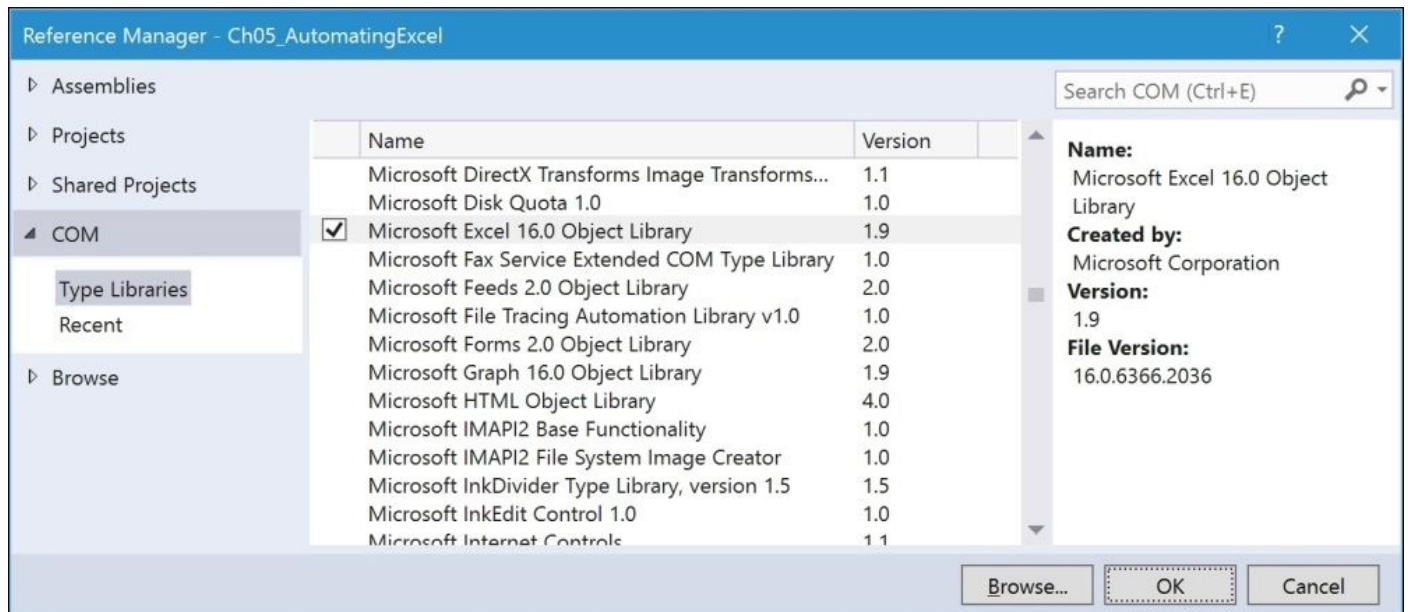 Reference Manager - Ch05_AutomatingExcel ? ×
Assemblies
Projects
Shared Projects
COM
Type Libraries
Recent
Browse
Name Version
Microsoft DirectX Transforms Image Transforms... 1.1
Microsoft Disk Quota 1.0 1.0
Microsoft Excel 16.0 Object Library 1.9
Microsoft Fax Service Extended COM Type Library 1.0
Microsoft Feeds 2.0 Object Library 2.0
Microsoft File Tracing Automation Library v1.0 1.0
Microsoft Forms 2.0 Object Library 2.0
Microsoft Graph 16.0 Object Library 1.9
Microsoft HTML Object Library 4.0
Microsoft IMAPI2 Base Functionality 1.0
Microsoft IMAPI2 File System Image Creator 1.0
Microsoft InkDivider Type Library, version 1.5 1.5
Microsoft InkEdit Control 1.0 1.0
Microsoft Internet Controls 1.1
Search COM (Ctrl+E)
Name:
Microsoft Excel 16.0 Object
Library
Created by:
Microsoft Corporation
Version:
1.9
File Version:
16.0.6366.2036
Browse... OK Cancel